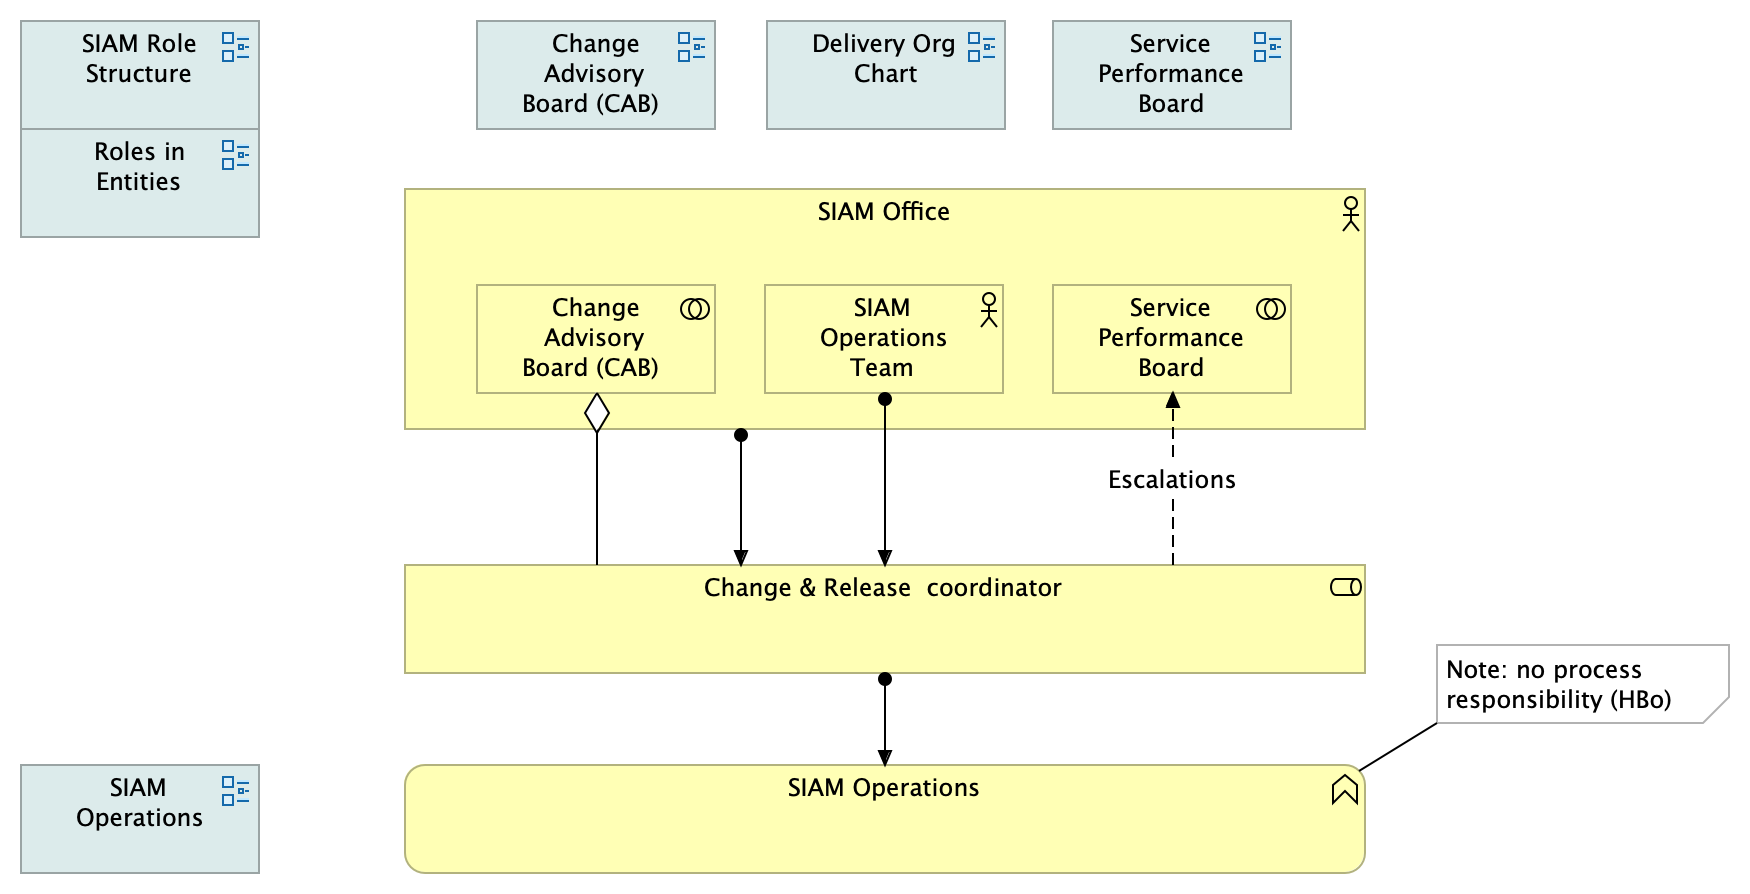 SIAM Role
Structure
Roles in
Entities
Change
Advisory
Board (CAB)
Delivery Org
Chart
Service
Performance
Board
SIAM Office
Change
Advisory
Board (CAB)
SIAM
Operations
Team
Service
Performance
Board
Escalations
Change & Release  coordinator
Note: no process
responsibility (HBo)
SIAM
Operations
SIAM Operations